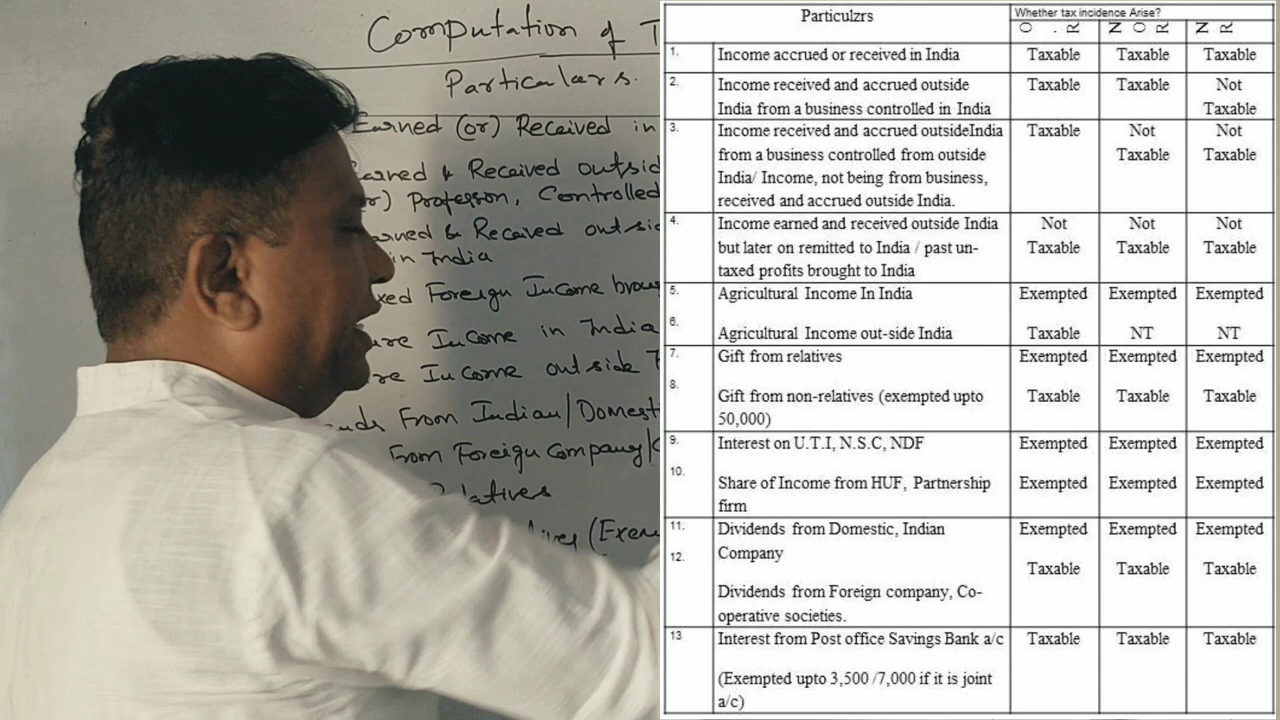 Computation of T
Particulars.
Earned (or) Received in
arned & Received outsid
or) Profession, Controlled
arned & Received outsid
in India
xed Foreign Income broug
ure Income in India
re Income outside
nds From Indian/Domest
From Foreign Company/
latives
tives (Exem
Particulzrs
Whether tax incidence Arise?
O . R
N O R
N R
1. Income accrued or received in India Taxable Taxable Taxable
2. Income received and accrued outside Taxable Taxable Not
India from a business controlled in India Taxable
3. Income received and accrued outsideIndia Taxable Not Not
from a business controlled from outside Taxable Taxable
India/ Income, not being from business,
received and accrued outside India.
4. Income earned and received outside India Not Not Not
but later on remitted to India / past un- Taxable Taxable Taxable
taxed profits brought to India
5. Agricultural Income In India Exempted Exempted Exempted
6. Agricultural Income out-side India Taxable NT NT
7. Gift from relatives Exempted Exempted Exempted
8. Gift from non-relatives (exempted upto Taxable Taxable Taxable
50,000)
9. Interest on U.T.I, N.S.C, NDF Exempted Exempted Exempted
10. Share of Income from HUF, Partnership Exempted Exempted Exempted
firm
11. Dividends from Domestic, Indian Exempted Exempted Exempted
Company
12. Taxable Taxable Taxable
Dividends from Foreign company, Co-
operative societies.
13 Interest from Post office Savings Bank a/c Taxable Taxable Taxable
(Exempted upto 3,500 /7,000 if it is joint
a/c)